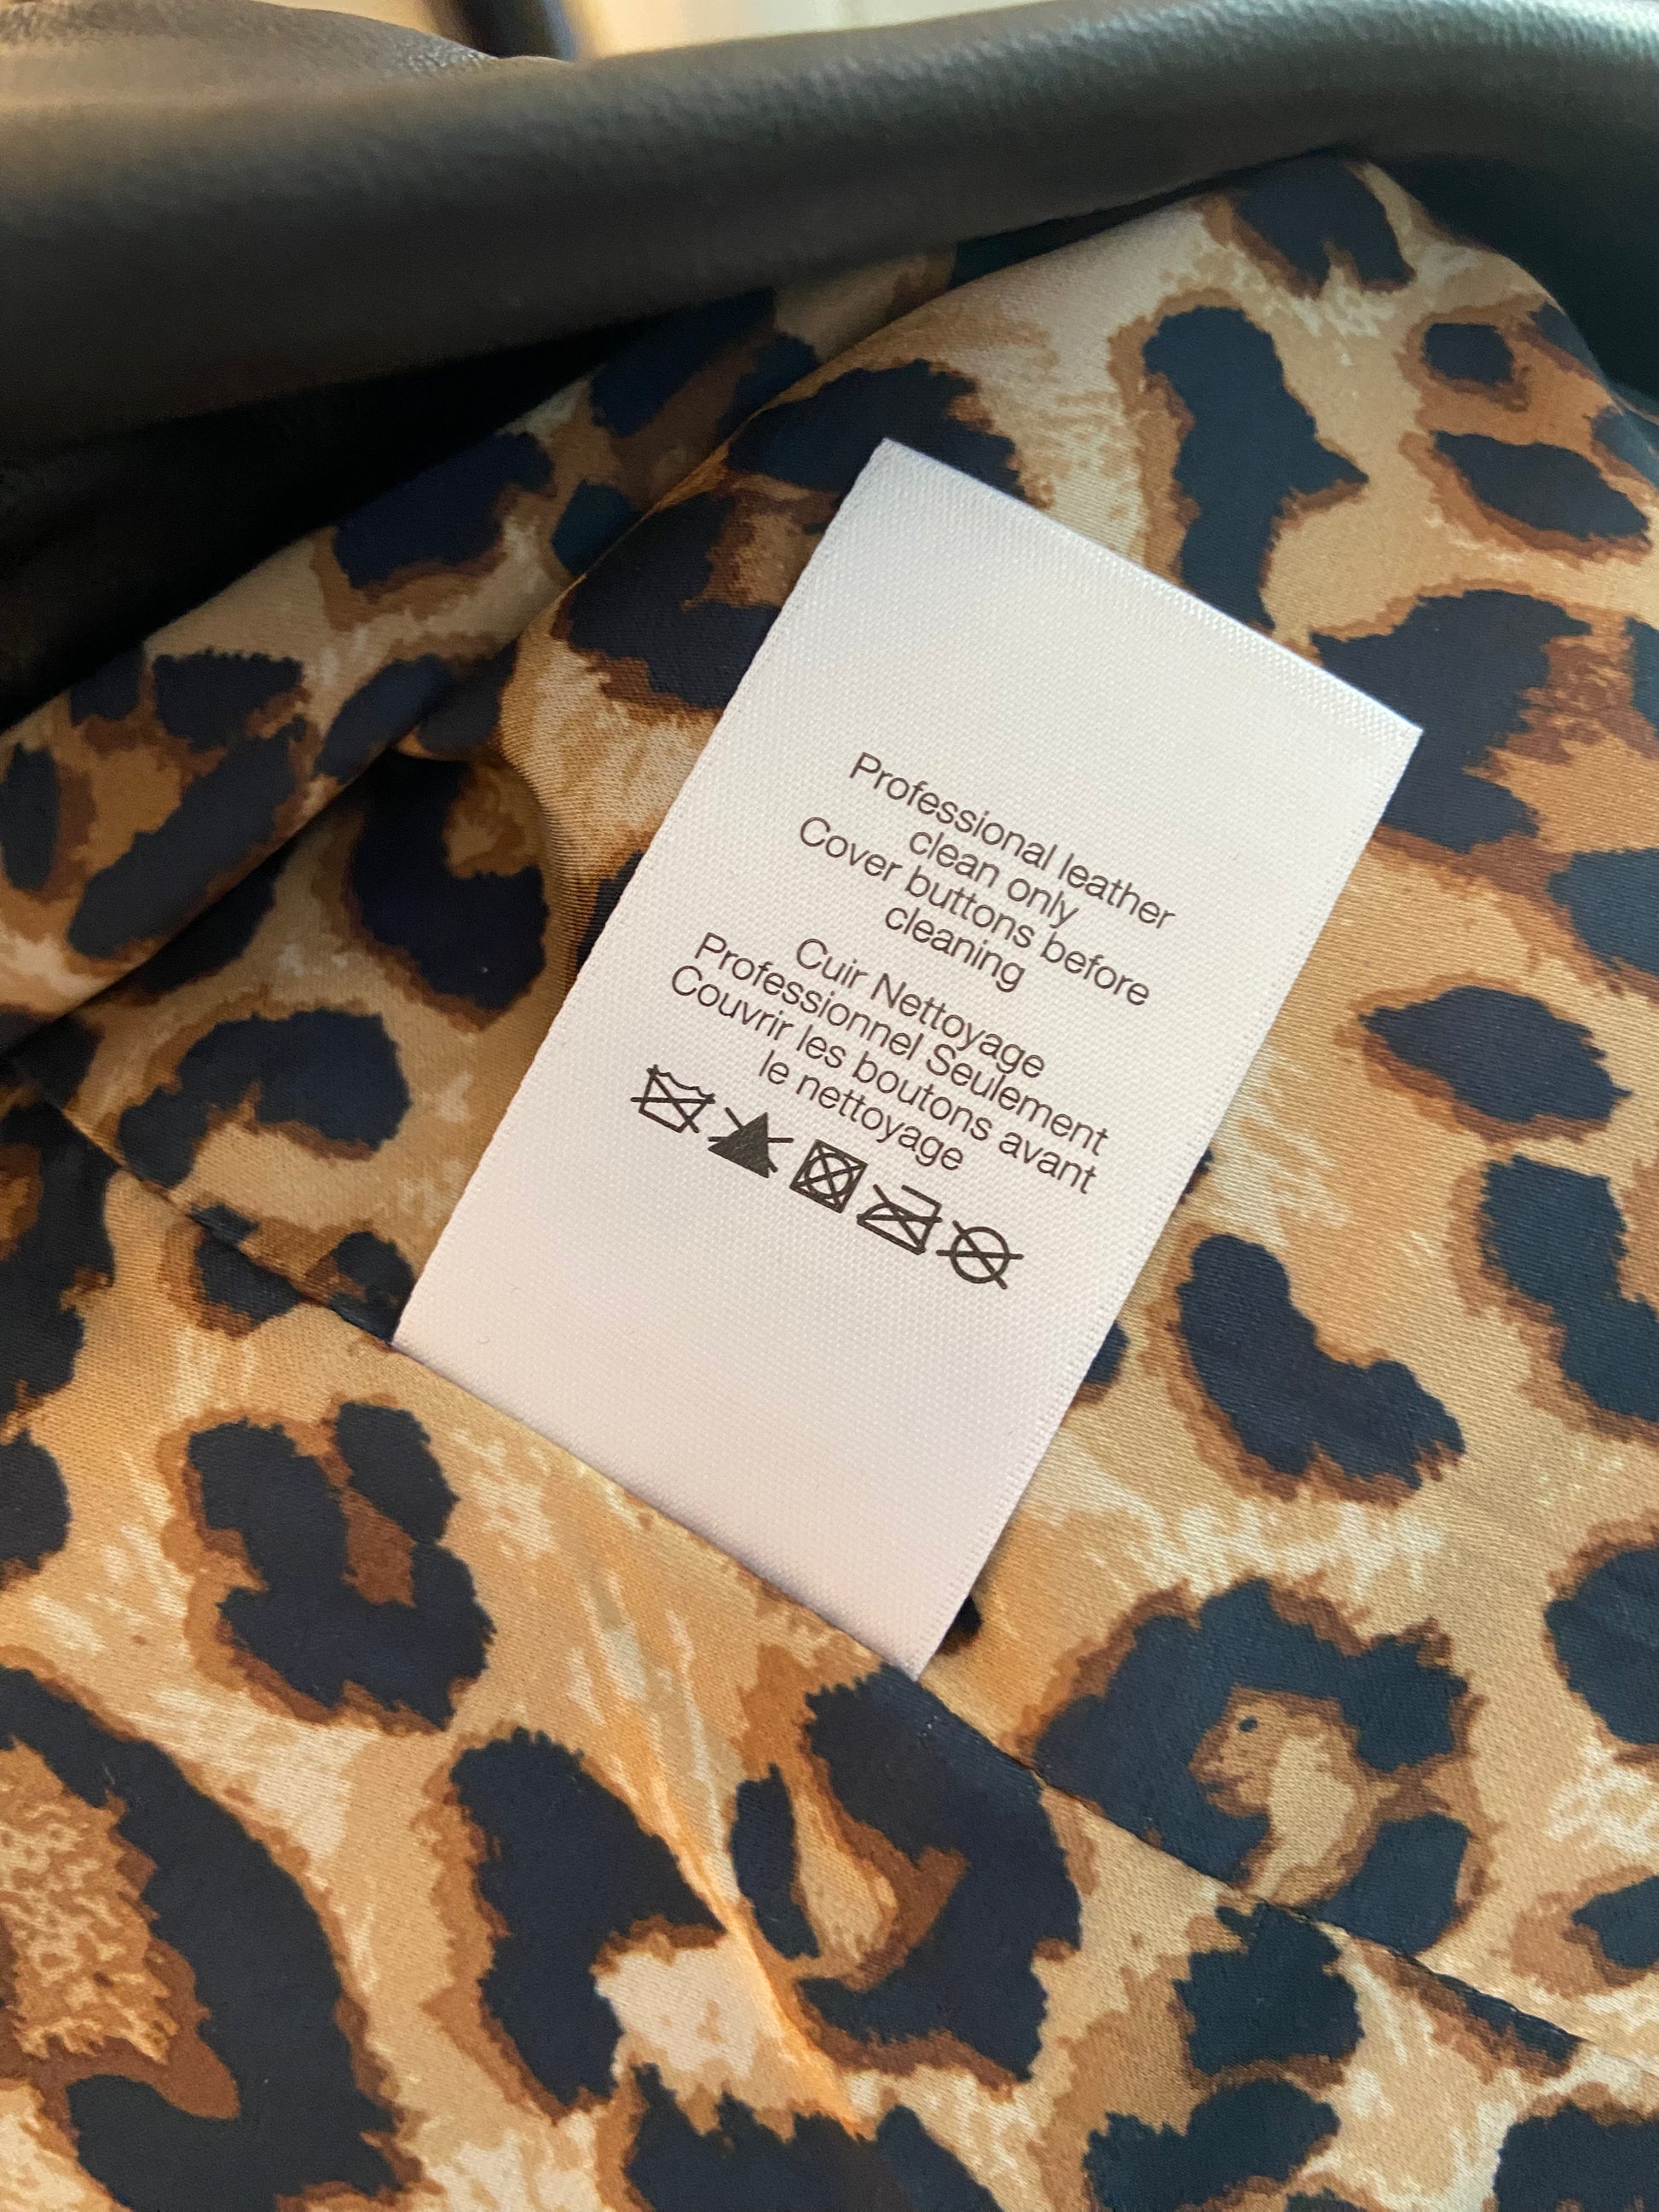 Professional leather
clean only
Cover buttons before
cleaning
Cuir Nettoyage
Professionnel Seulement
Couvrir les boutons avant
le nettoyage